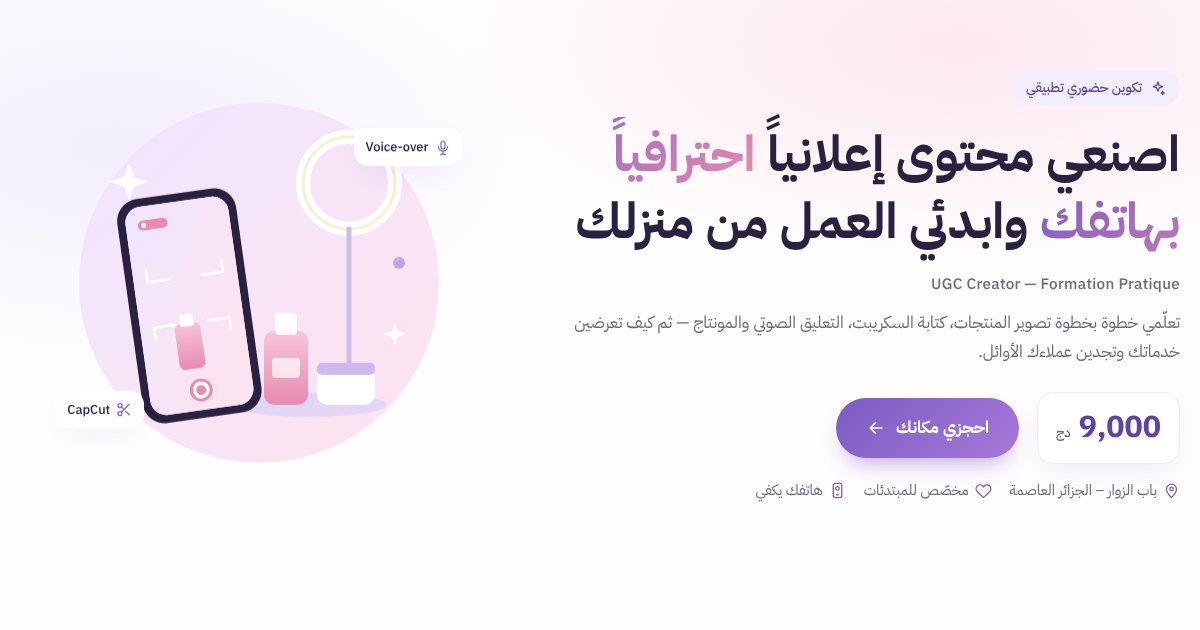 تكوين حضوري تطبيقي
اصنعي محتوى إعلانياً احترافياً
بهاتفك وابدئي العمل من منزلك
UGC Creator — Formation Pratique
تعلّمي خطوة بخطوة تصوير المنتجات، كتابة السكريبت، التعليق الصوتي والمونتاج — ثم كيف تعرضين
خدماتك وتجدين عملاءك الأوائل.
9,000 دج
احجزي مكانك ←
باب الزوار – الجزائر العاصمة
مخصّص للمبتدئات
هاتفك يكفي
Voice-over
CapCut